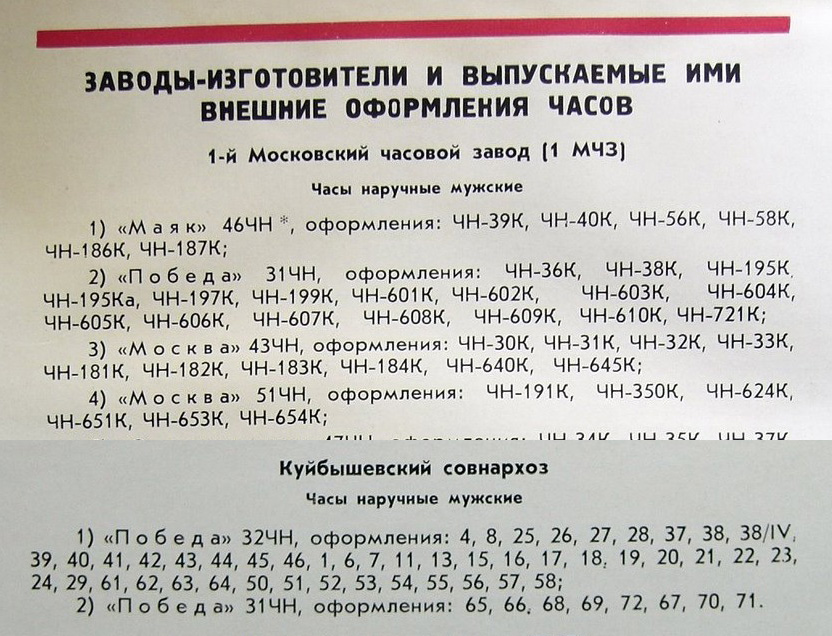 ЗАВОДЫ-ИЗГОТОВИТЕЛИ И ВЫПУСКАЕМЫЕ ИМИ
ВНЕШНИЕ ОФОРМЛЕНИЯ ЧАСОВ
1-й Московский часовой завод (1 МЧЗ)
Часы наручные мужские
1) «Маяк» 46ЧН *, оформления: ЧН-39К, ЧН-40К, ЧН-56К, ЧН-58К,
ЧН-186К, ЧН-187К;
2) «Победа» 31ЧН, оформления: ЧН-36К, ЧН-38К, ЧН-195К,
ЧН-195Ка, ЧН-197К, ЧН-199К, ЧН-601К, ЧН-602К, ЧН-603К, ЧН-604К,
ЧН-605К, ЧН-606К, ЧН-607К, ЧН-608К, ЧН-609К, ЧН-610К, ЧН-721К;
3) «Москва» 43ЧН, оформления: ЧН-30К, ЧН-31К, ЧН-32К, ЧН-33К,
ЧН-181К, ЧН-182К, ЧН-183К, ЧН-184К, ЧН-640К, ЧН-645К;
4) «Москва» 51ЧН, оформления: ЧН-191К, ЧН-350К, ЧН-624К,
ЧН-651К, ЧН-653К, ЧН-654К;
47ЧН, оформления: ЧН-34К, ЧН-35К, ЧН-37К,
Куйбышевский совнархоз
Часы наручные мужские
1) «Победа» 32ЧН, оформления: 4, 8, 25, 26, 27, 28, 37, 38, 38/IV,
39, 40, 41, 42, 43, 44, 45, 46, 1, 6, 7, 11, 13, 15, 16, 17, 18, 19, 20, 21, 22, 23,
24, 29, 61, 62, 63, 64, 50, 51, 52, 53, 54, 55, 56, 57, 58;
2) «Победа» 31ЧН, оформления: 65, 66, 68, 69, 72, 67, 70, 71.